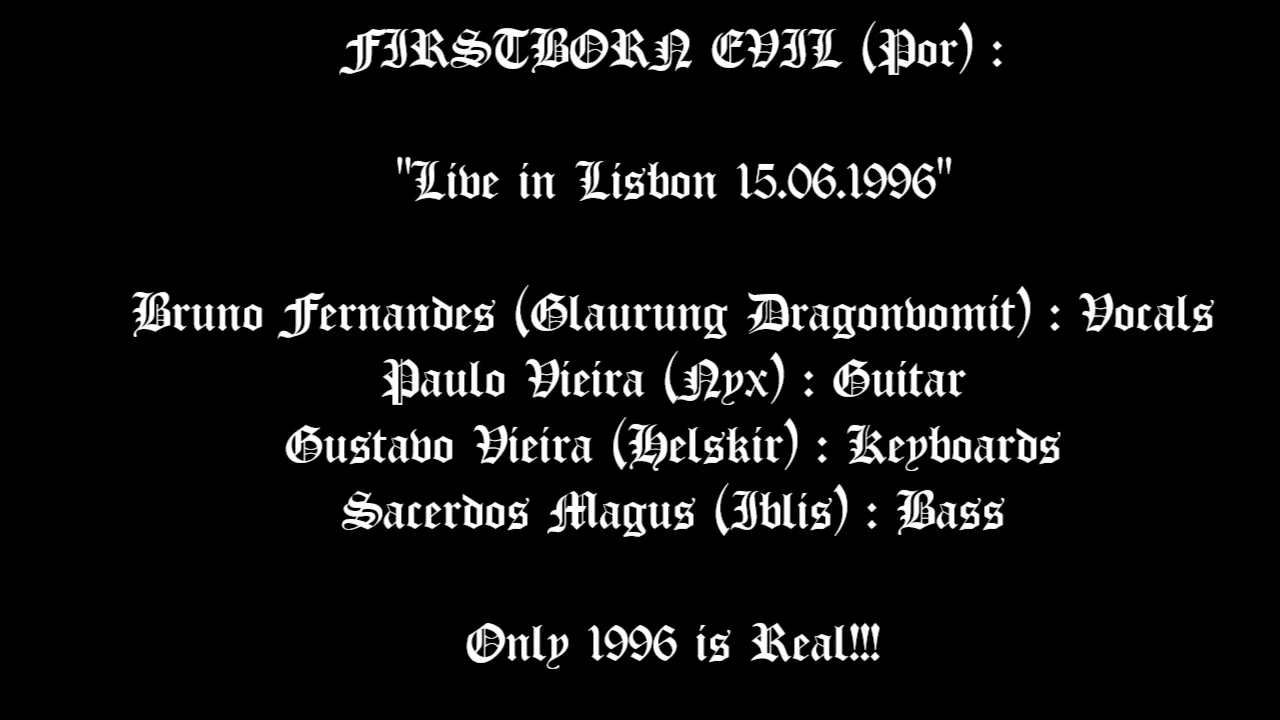 FIRSTBORN EVIL (Por) :
"Live in Lisbon 15.06.1996"
Bruno Fernandes (Glaurung Dragonvomit) : Vocals
Paulo Vieira (Nyx) : Guitar
Gustavo Vieira (Helskir) : Keyboards
Sacerdos Magus (Iblis) : Bass
Only 1996 is Real!!!